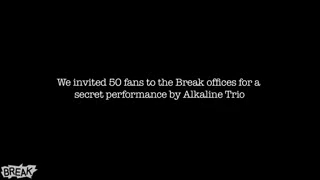 We invited 50 fans to the Break offices for a
secret performance by Alkaline Trio
BREAK